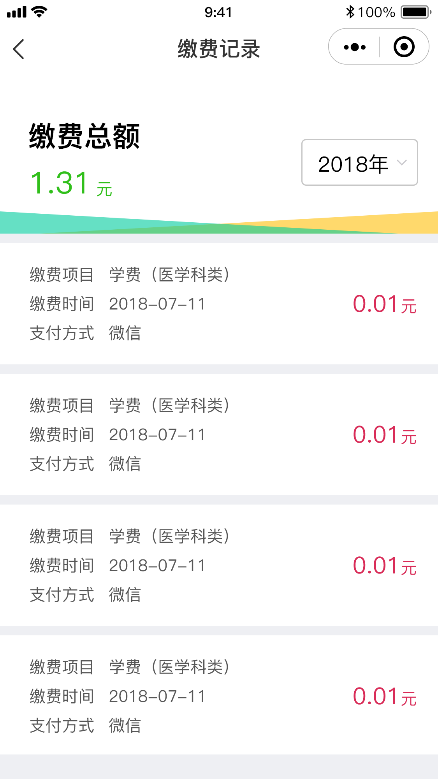 9:41
100%
缴费记录
缴费总额
1.31 元
2018年
缴费项目 学费（医学科类）
缴费时间 2018-07-11
0.01元
支付方式 微信
缴费项目 学费（医学科类）
缴费时间 2018-07-11
0.01元
支付方式 微信
缴费项目 学费（医学科类）
缴费时间 2018-07-11
0.01元
支付方式 微信
缴费项目 学费（医学科类）
缴费时间 2018-07-11
0.01元
支付方式 微信